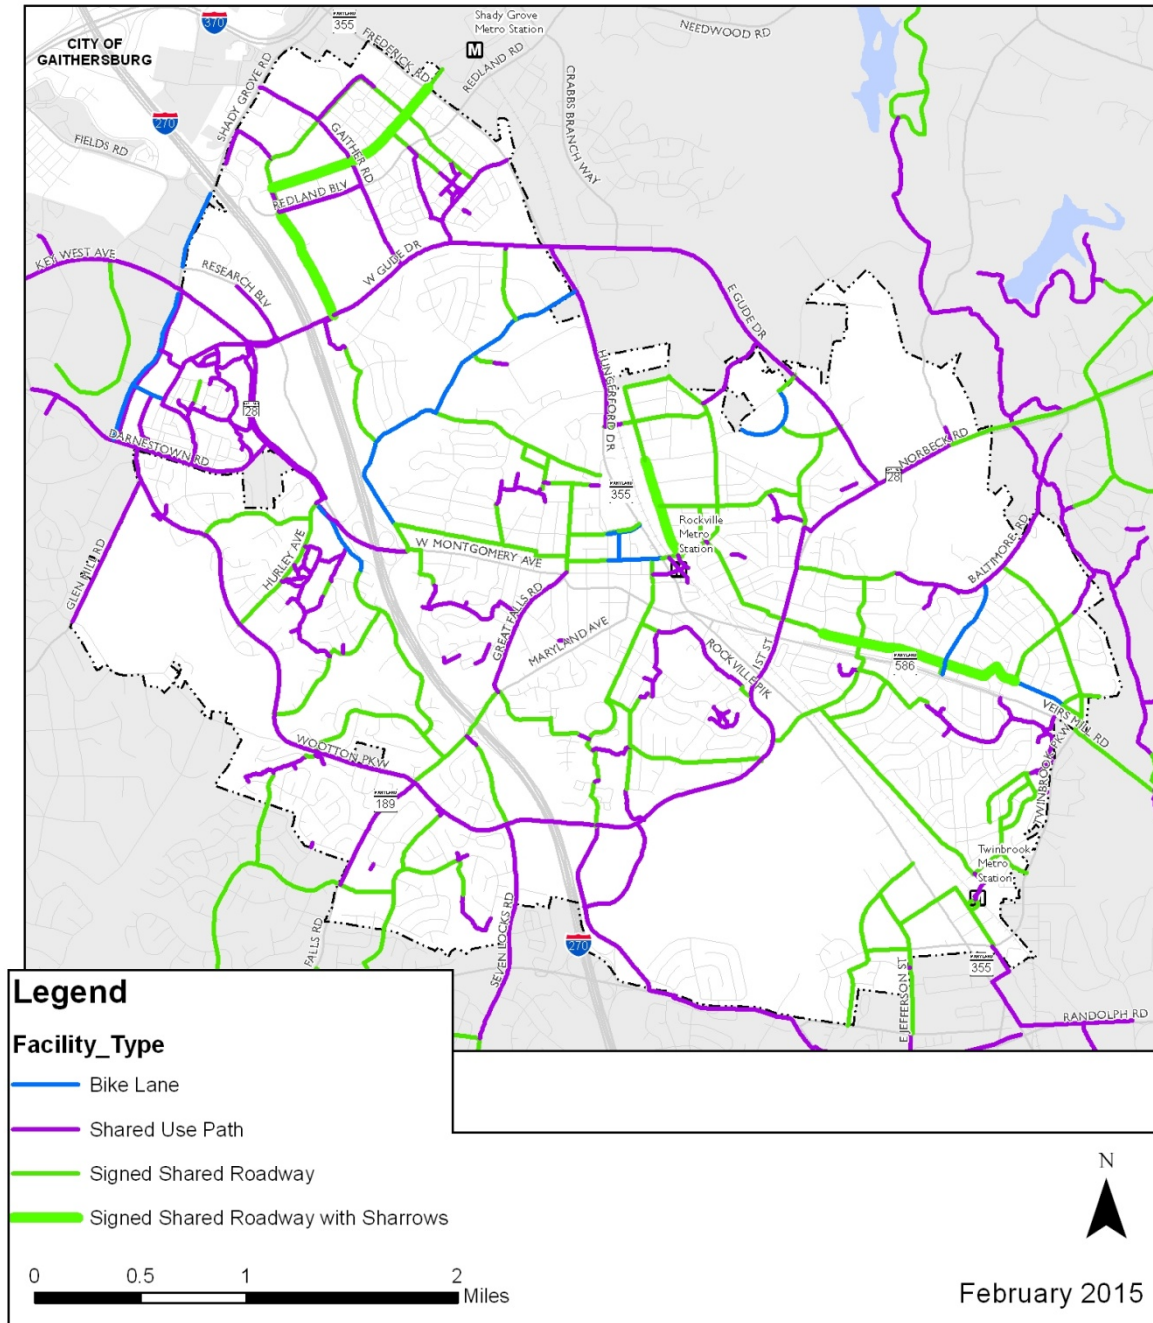 370
MARYLAND
355
Shady Grove
Metro Station
M
NEEDWOOD RD
CITY OF
GAITHERSBURG
FREDERICK RD
REDLAND RD
SHADY GROVE RD
CRABBS BRANCH WAY
270
FIELDS RD
GAITHER RD
REDLAND BLV
KEY WEST AVE
RESEARCH BLV
W GUDE DR
E GUDE DR
HUNGERFORD DR
28
DARNESTOWN RD
NORBECK RD
28
MARYLAND
355
Rockville
Metro
Station
M
W MONTGOMERY AVE
HURLEY AVE
BALTIMORE RD
GLEN MILL RD
GREAT FALLS RD
MARYLAND AVE
ROCKVILLE PIK
1ST ST
MARYLAND
586
VEIRS MILL RD
WOOTTON PKW
TWINBROOK PKW
MARYLAND
189
Twinbrook
Metro
Station
M
FALLS RD
SEVEN LOCKS RD
270
E JEFFERSON ST
MARYLAND
355
RANDOLPH RD
Legend
Facility_Type
Bike Lane
Shared Use Path
Signed Shared Roadway
Signed Shared Roadway with Sharrows
0 0.5 1 2
Miles
N
February 2015